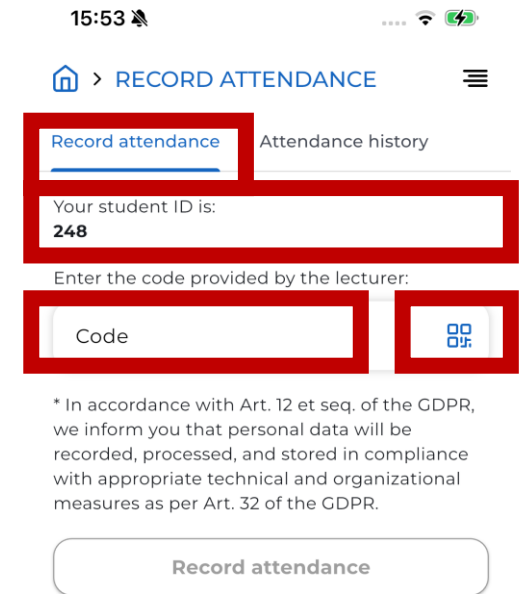 15:53
> RECORD ATTENDANCE
Record attendance Attendance history
Your student ID is:
248
Enter the code provided by the lecturer:
Code
* In accordance with Art. 12 et seq. of the GDPR,
we inform you that personal data will be
recorded, processed, and stored in compliance
with appropriate technical and organizational
measures as per Art. 32 of the GDPR.
Record attendance